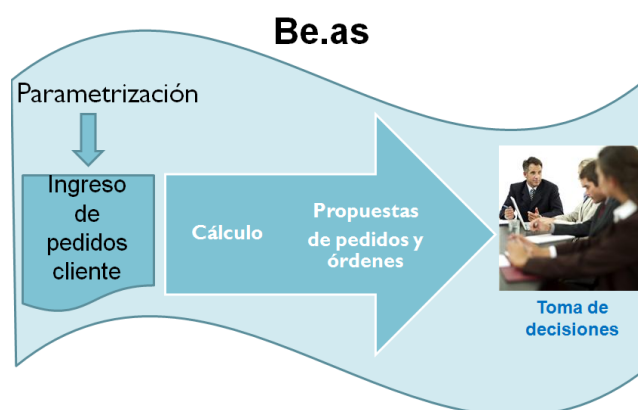 Be.as
Parametrización
Ingreso
de
pedidos
cliente
Cálculo
Propuestas
de pedidos y
órdenes
Toma de
decisiones